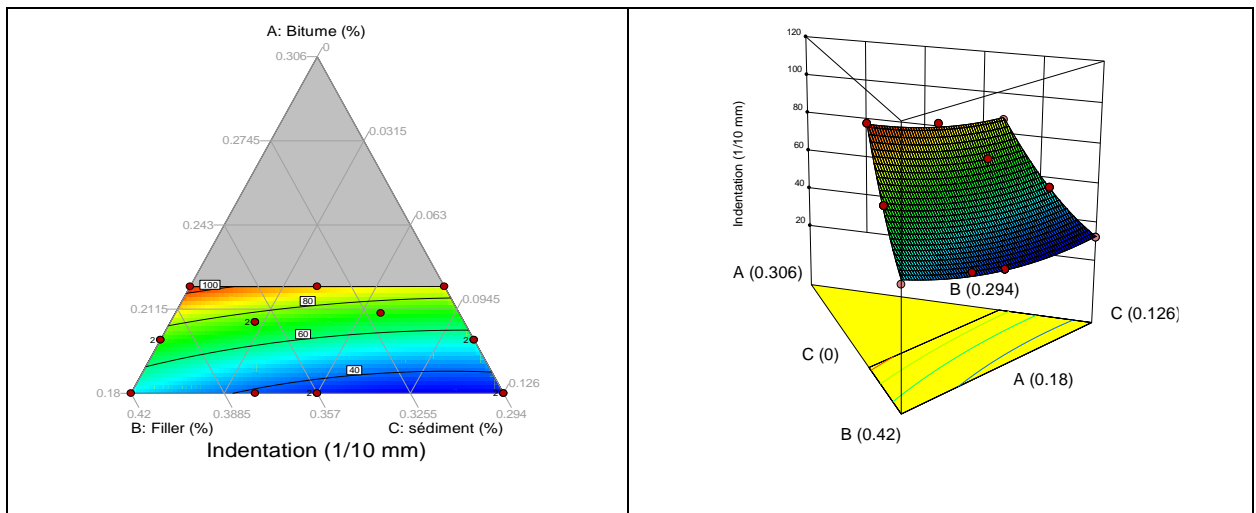 A: Bitume (%)
0
0.306
0.2745
0.0315
0.243
0.063
100
80
0.2115
0.0945
2
60
2
2
40
0.18
0.126
2
2
2
0.42
0.3885
0.357
0.3255
0.294
B: Filler (%)
C: sédiment (%)
Indentation (1/10 mm)
120
100
80
60
40
20
Indentation (1/10 mm)
A (0.306)
B (0.294)
C (0.126)
C (0)
A (0.18)
B (0.42)